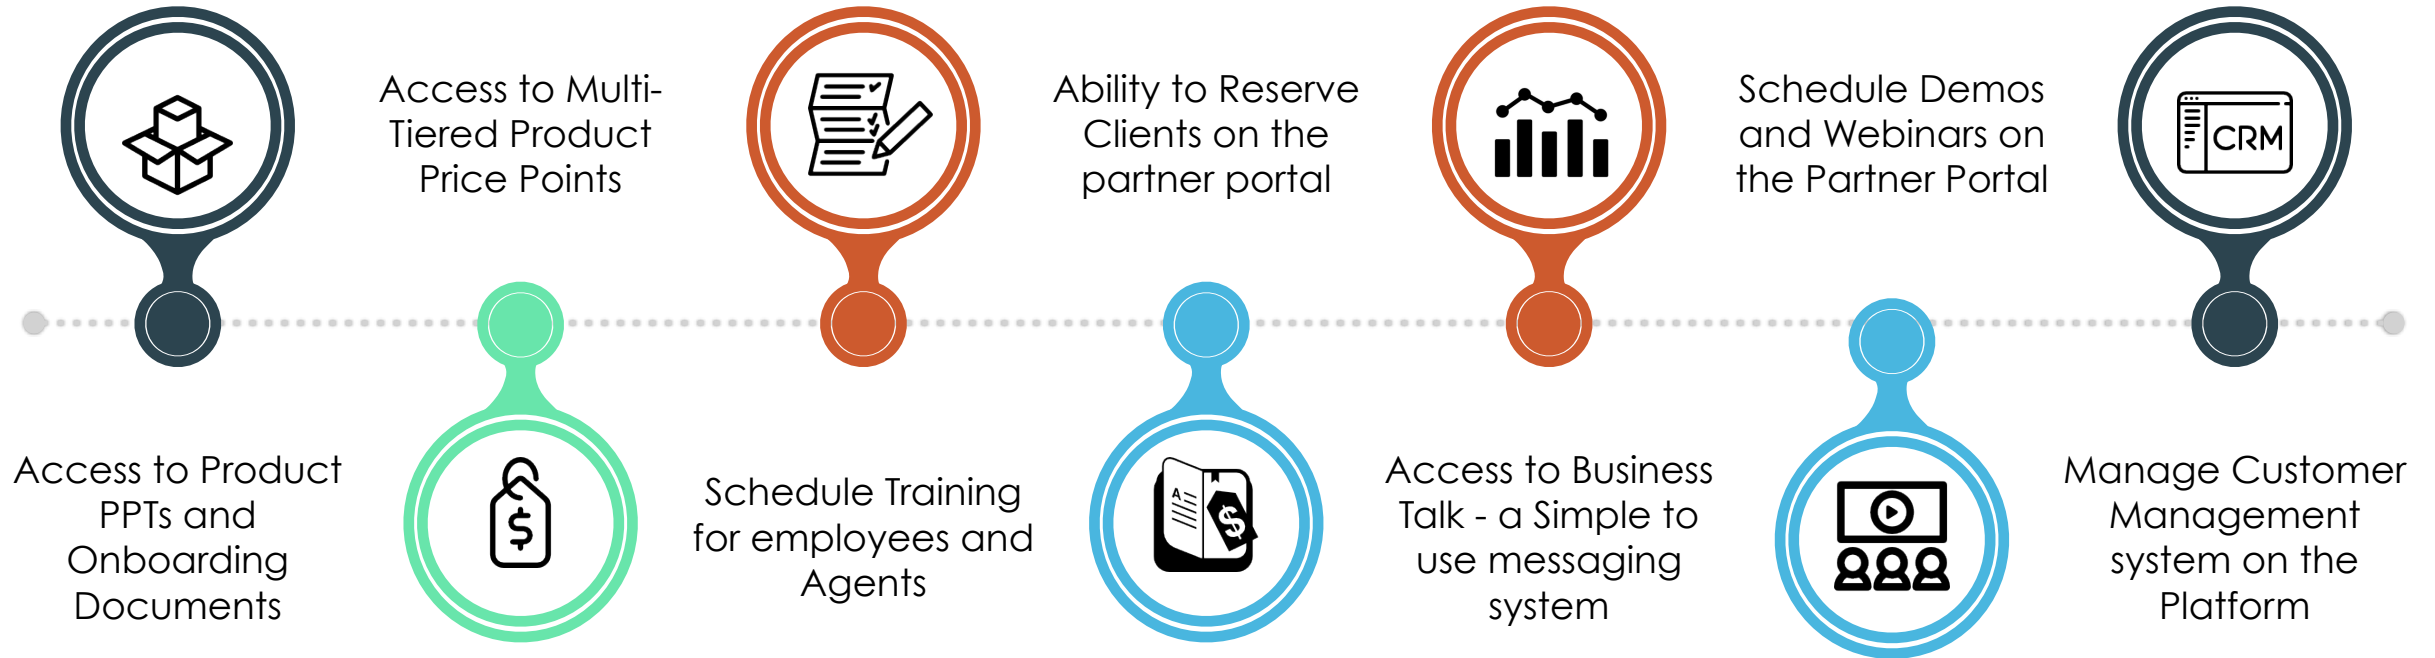 Access to Product
PPTs and
Onboarding
Documents
Access to Multi-
Tiered Product
Price Points
$
Schedule Training
for employees and
Agents
Ability to Reserve
Clients on the
partner portal
A
$
Access to Business
Talk - a Simple to
use messaging
system
Schedule Demos
and Webinars on
the Partner Portal
CRM
Manage Customer
Management
system on the
Platform